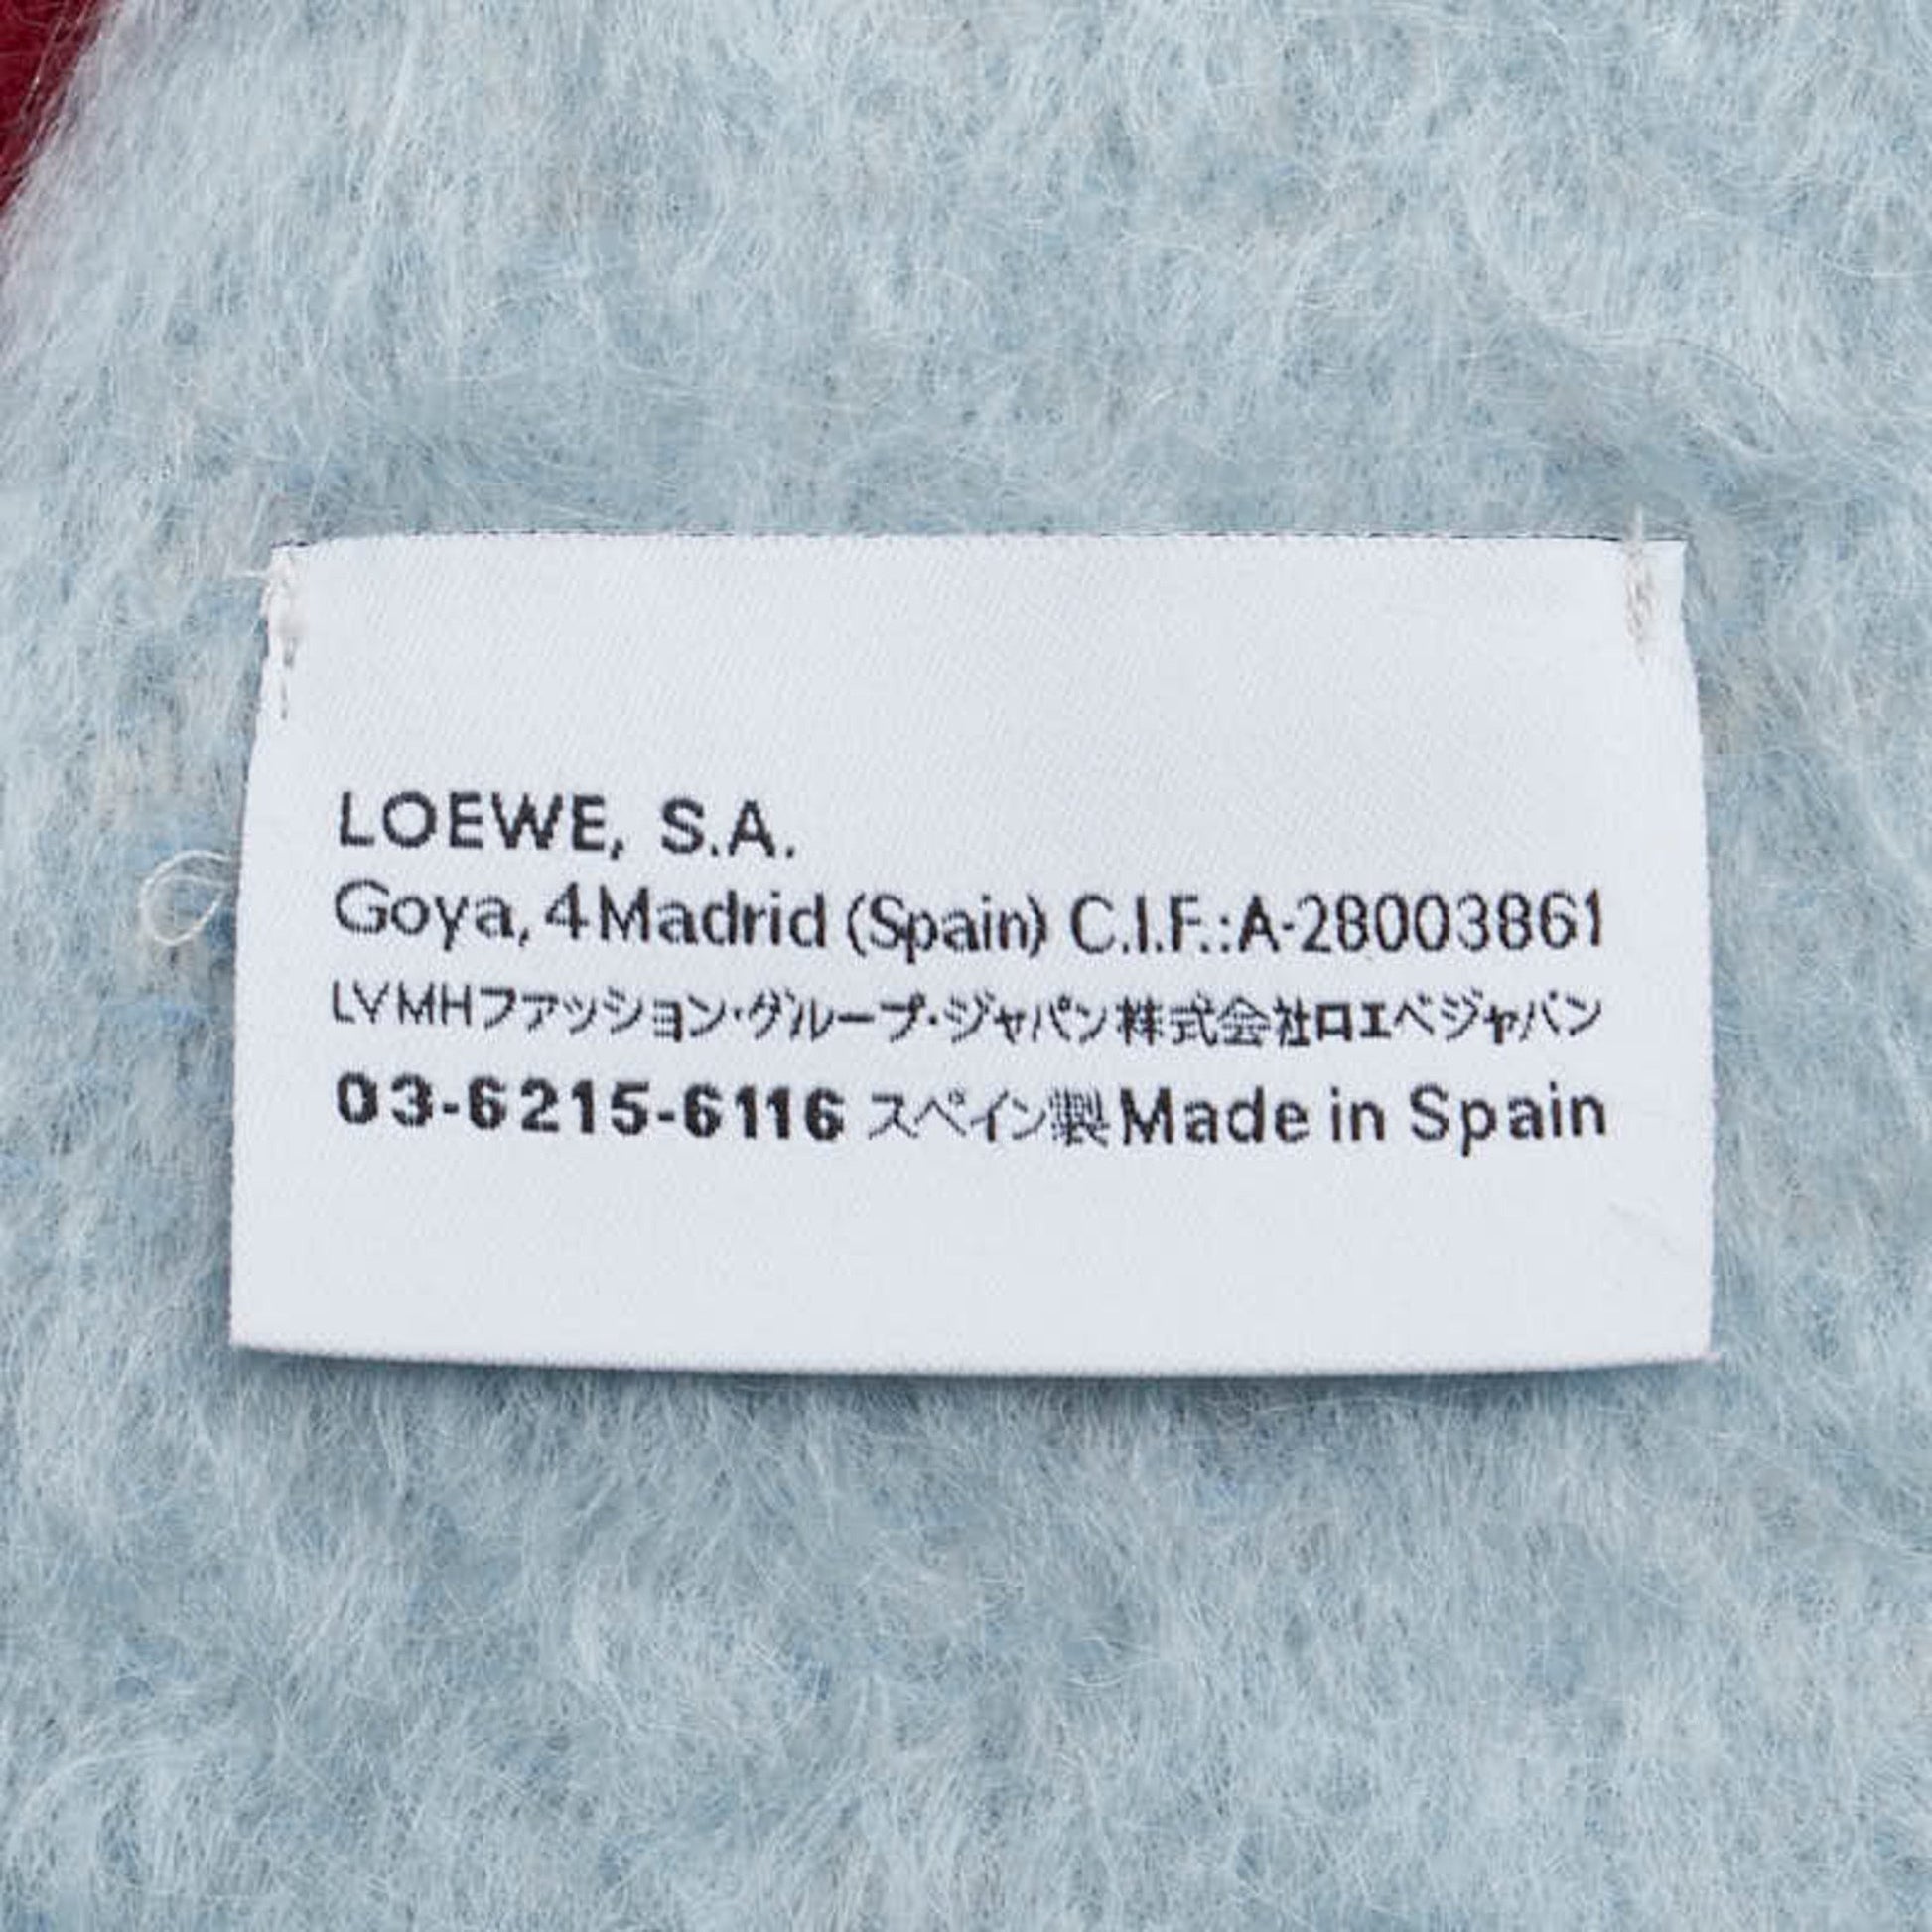 LOEWE, S.A.
Goya, 4 Madrid (Spain) C.I.F.:A-28003861
LVMHファッション・グループ・ジャパン株式会社ロエベジャパン
03-6215-6116 スペイン製 Made in Spain